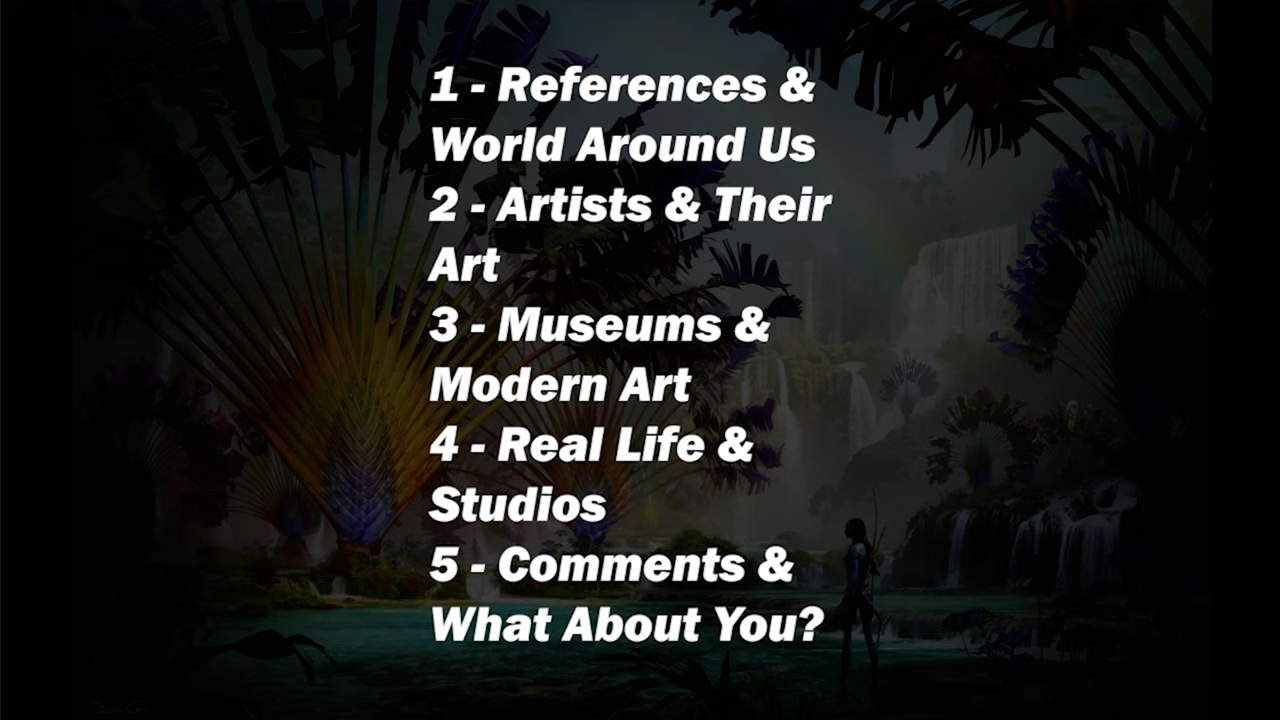 1 - References &
World Around Us
2 - Artists & Their
Art
3 - Museums &
Modern Art
4 - Real Life &
Studios
5 - Comments &
What About You?